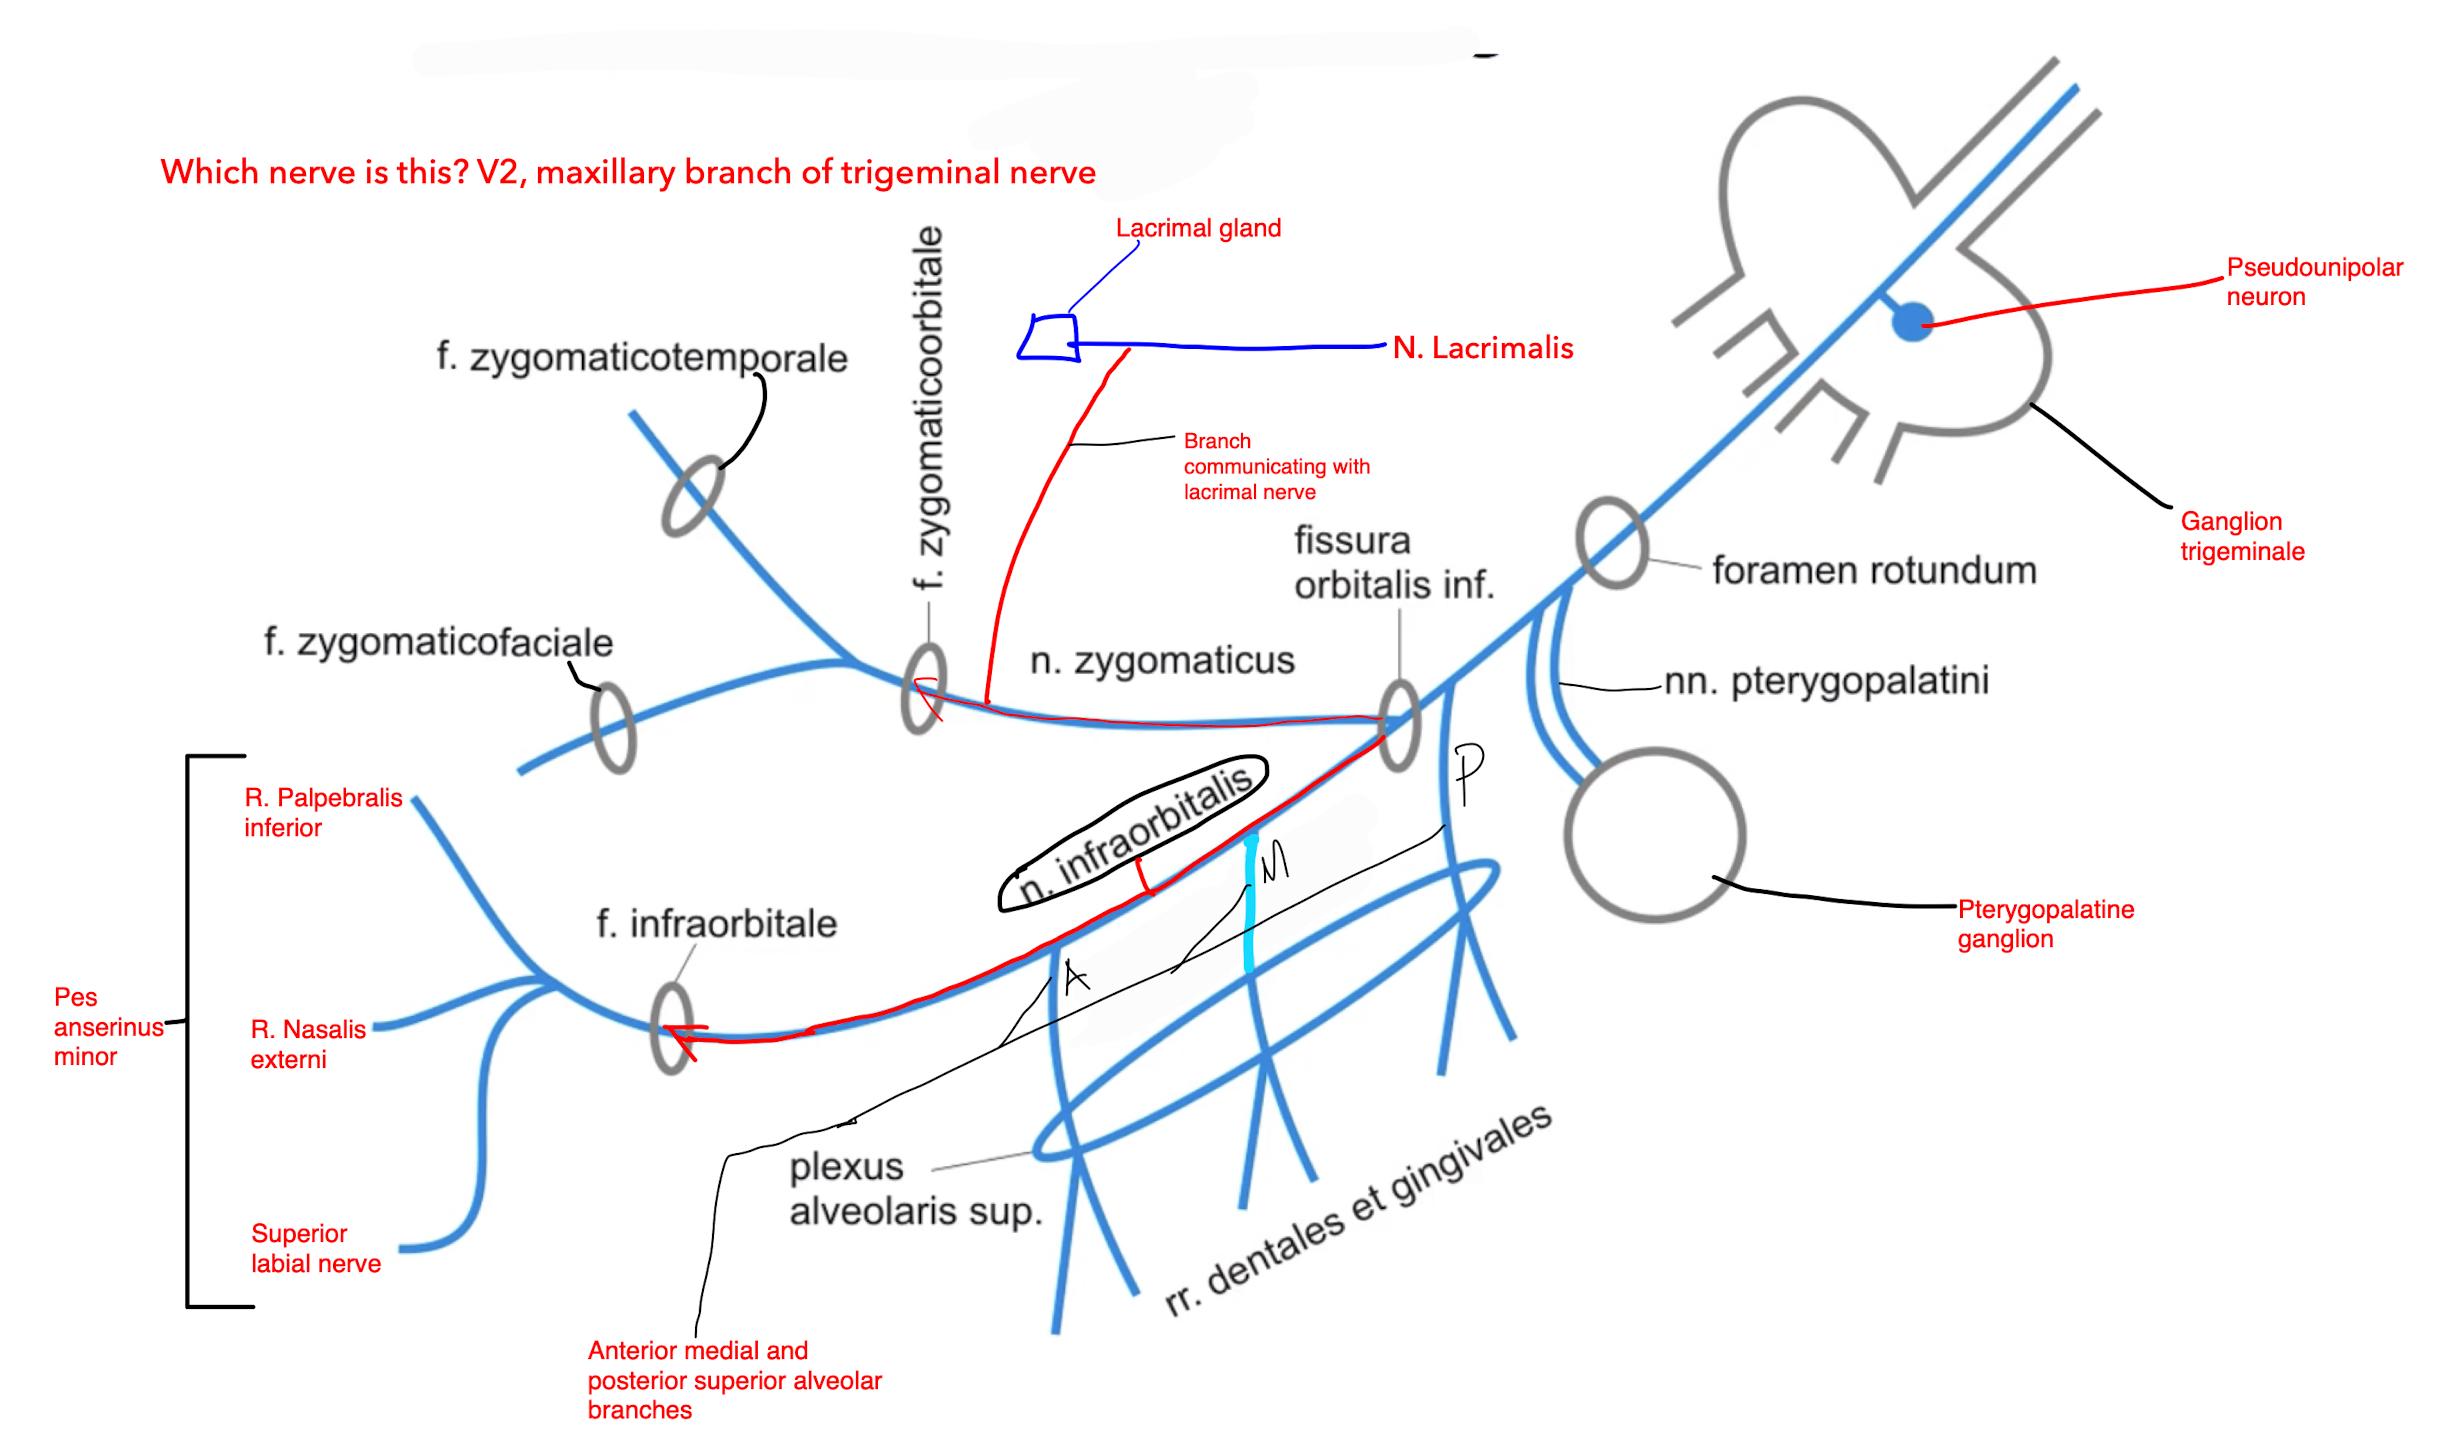 Which nerve is this? V2, maxillary branch of trigeminal nerve
Lacrimal gland
f. zygomaticoorbitale
Pseudounipolar
neuron
N. Lacrimalis
f. zygomaticotemporale
Branch
communicating with
lacrimal nerve
fissura
orbitalis inf.
Ganglion
trigeminale
foramen rotundum
f. zygomaticofaciale
n. zygomaticus
nn. pterygopalatini
P
R. Palpebralis
inferior
n. infraorbitalis
M
f. infraorbitale
Pterygopalatine
ganglion
A
Pes
anserinus
minor
R. Nasalis
externi
plexus
alveolaris sup.
rr. dentales et gingivales
Superior
labial nerve
Anterior medial and
posterior superior alveolar
branches